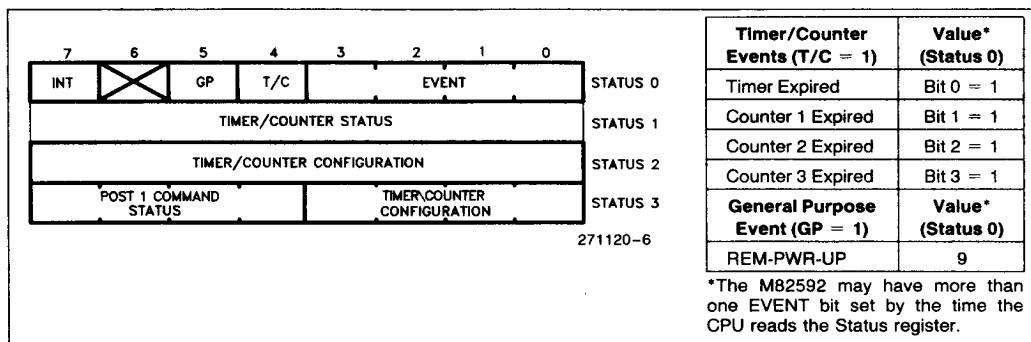 7 6 5 4 3 2 1 0
INT GP T/C EVENT STATUS 0
TIMER/COUNTER STATUS STATUS 1
TIMER/COUNTER CONFIGURATION STATUS 2
POST 1 COMMAND
STATUS
TIMER\COUNTER
CONFIGURATION
STATUS 3
271120-6
Timer/Counter
Events (T/C = 1)
Value*
(Status 0)
Timer Expired Bit 0 = 1
Counter 1 Expired Bit 1 = 1
Counter 2 Expired Bit 2 = 1
Counter 3 Expired Bit 3 = 1
General Purpose
Event (GP = 1)
Value*
(Status 0)
REM-PWR-UP 9
*The M82592 may have more than
one EVENT bit set by the time the
CPU reads the Status register.